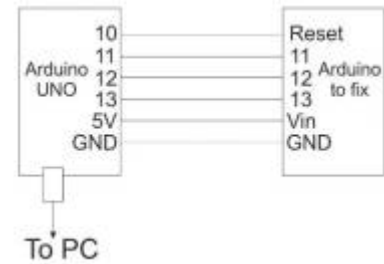 10 Reset
11 11
Arduino UNO 12 12 Arduino to fix
13 13
5V Vin
GND GND
To PC